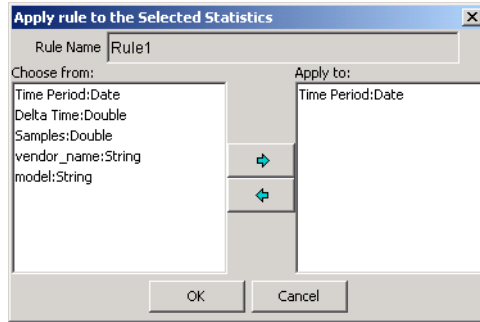 Apply rule to the Selected Statistics
Rule Name Rule1
Choose from:
Time Period:Date
Delta Time:Double
Samples:Double
vendor_name:String
model:String
Apply to:
Time Period:Date
OK
Cancel